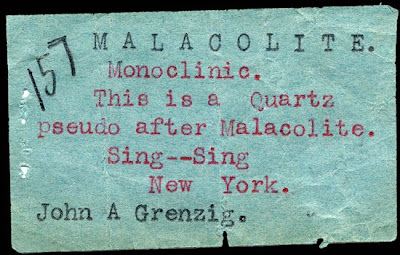 157
MALACOLITE.
Monoclinic.
This is a Quartz
pseudo after Malacolite.
Sing--Sing
New York.
John A Grenzig.